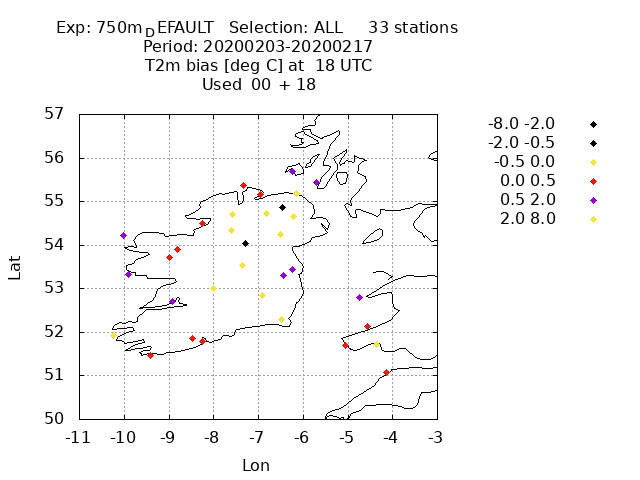 Exp: 750m_DEFAULT Selection: ALL 33 stations
Period: 20200203-20200217
T2m bias [deg C] at 18 UTC
Used 00 + 18
57
56
55
54
53
52
51
50
-11 -10 -9 -8 -7 -6 -5 -4 -3
Lat
Lon
-8.0 -2.0
-2.0 -0.5
-0.5 0.0
0.0 0.5
0.5 2.0
2.0 8.0